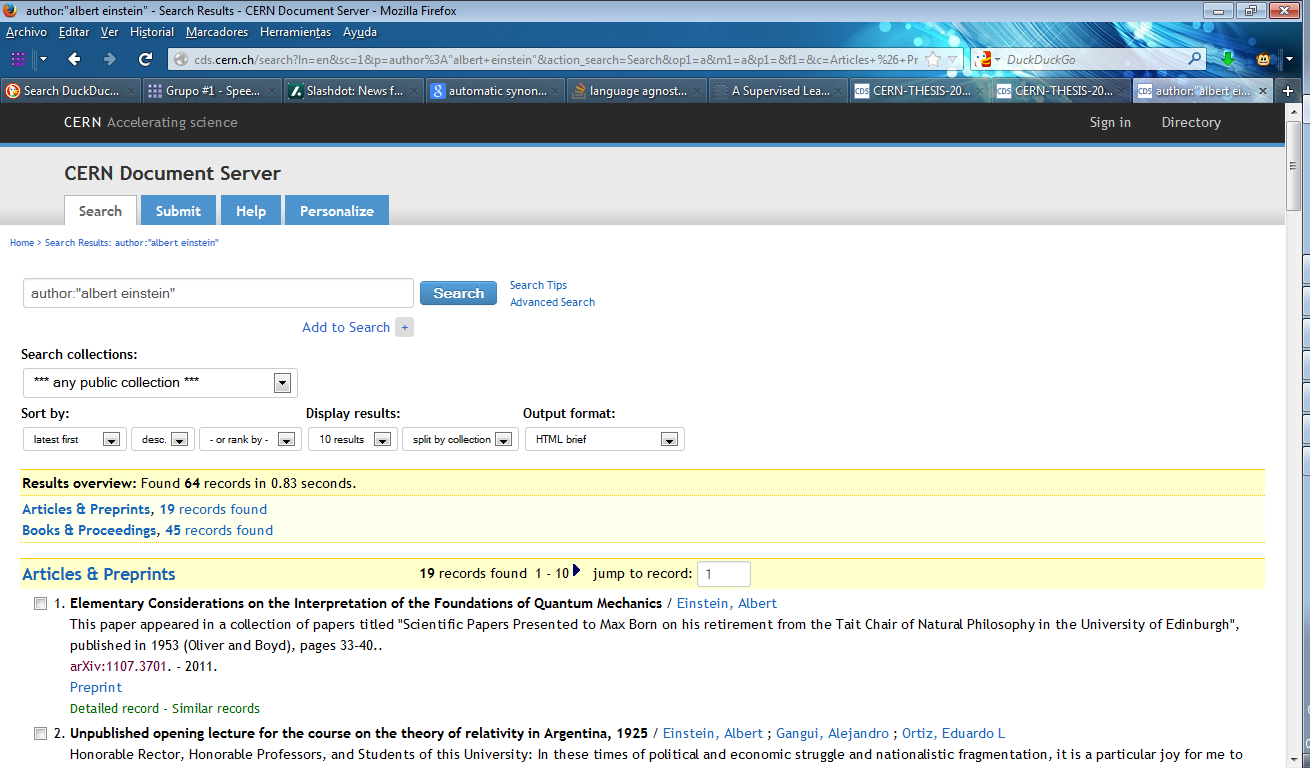 author:"albert einstein" - Search Results - CERN Document Server - Mozilla Firefox
Archivo Editar Ver Historial Marcadores Herramientas Ayuda
cds.cern.ch/search?ln=en&sc=1&p=author%3A"albert+einstein"&action_search=Search&op1=a&m1=a&p1=&f1=&c=Articles+%26+Pr DuckDuckGo
Search DuckDuc... Grupo #1 - Spee... Slashdot: News f... automatic synon... language agnost... A Supervised Lea... CERN-THESIS-20... CERN-THESIS-20... author:"albert ei...
CERN Accelerating science Sign in Directory
CERN Document Server
Search Submit Help Personalize
Home > Search Results: author:"albert einstein"
author:"albert einstein" Search Search Tips
Advanced Search
Add to Search +
Search collections:
*** any public collection ***
Sort by: Display results: Output format:
latest first desc. - or rank by - 10 results split by collection HTML brief
Results overview: Found 64 records in 0.83 seconds.
Articles & Preprints, 19 records found
Books & Proceedings, 45 records found
Articles & Preprints 19 records found 1 - 10 jump to record: 1
1. Elementary Considerations on the Interpretation of the Foundations of Quantum Mechanics / Einstein, Albert
This paper appeared in a collection of papers titled "Scientific Papers Presented to Max Born on his retirement from the Tait Chair of Natural Philosophy in the University of Edinburgh",
published in 1953 (Oliver and Boyd), pages 33-40..
arXiv:1107.3701. - 2011.
Preprint
Detailed record - Similar records
2. Unpublished opening lecture for the course on the theory of relativity in Argentina, 1925 / Einstein, Albert ; Gangui, Alejandro ; Ortiz, Eduardo L
Honorable Rector, Honorable Professors, and Students of this University: In these times of political and economic struggle and nationalistic fragmentation, it is a particular joy for me to